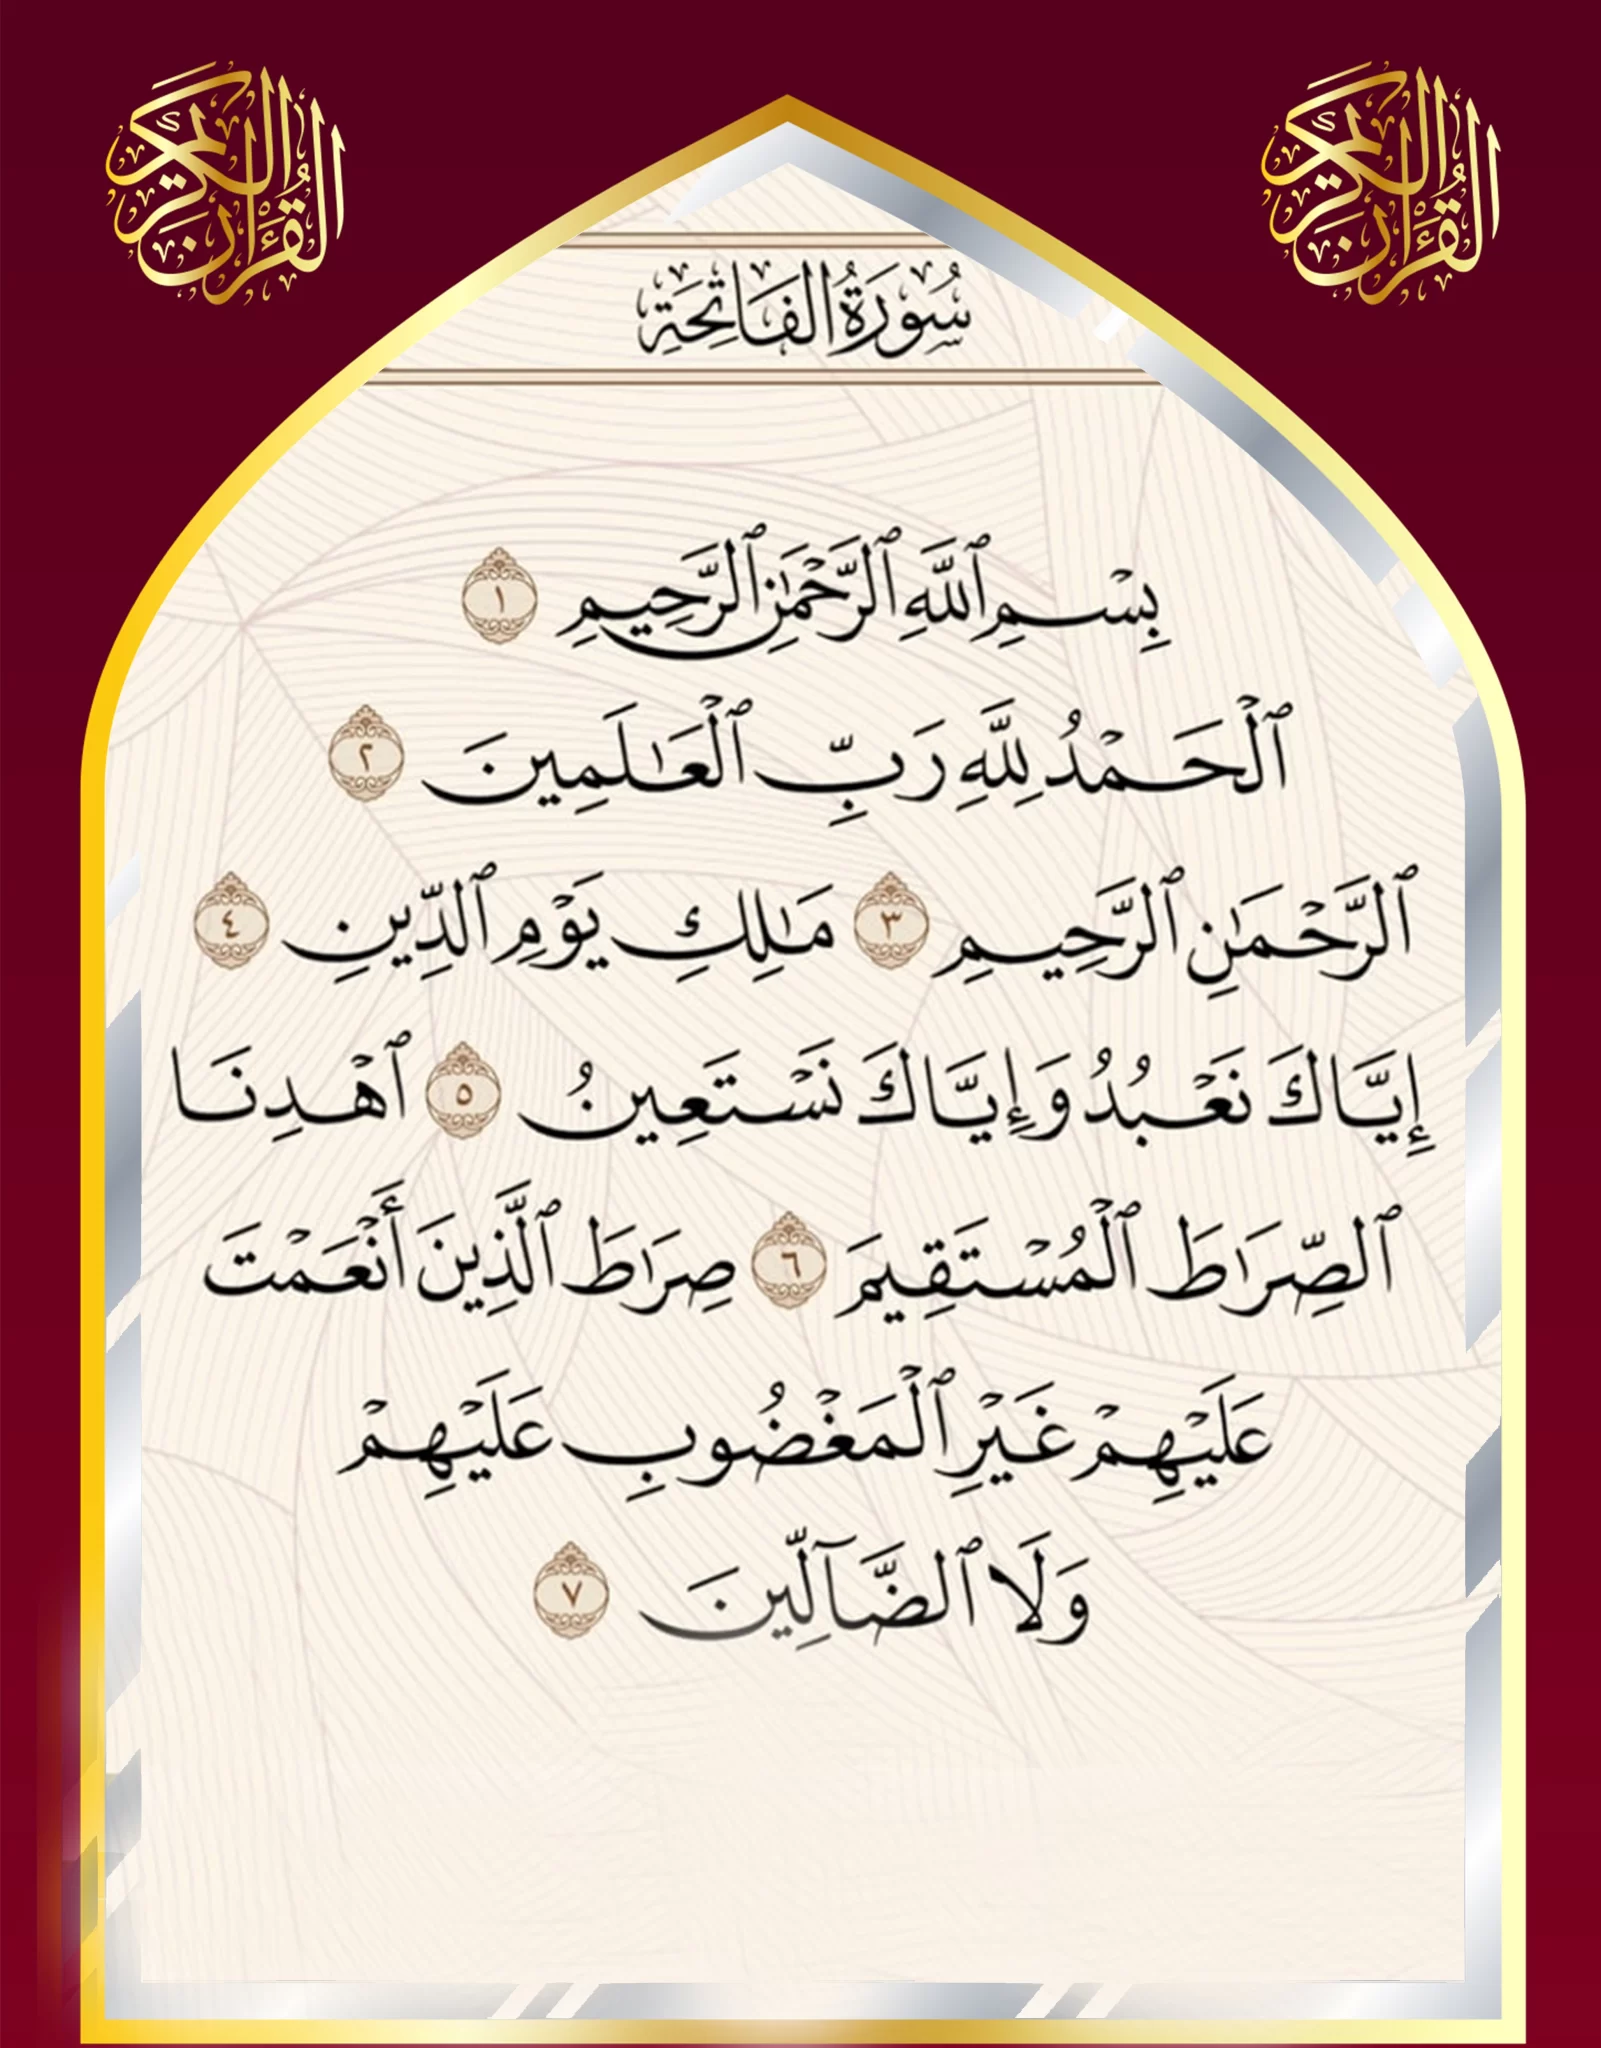 القرآن الكريم
القرآن الكريم
سُورَةُ الفَاتِحَةِ
بِسْمِ ٱللَّهِ ٱلرَّحْمَٰنِ ٱلرَّحِيمِ ١
ٱلْحَمْدُ لِلَّهِ رَبِّ ٱلْعَٰلَمِينَ ٢
ٱلرَّحْمَٰنِ ٱلرَّحِيمِ ٣ مَٰلِكِ يَوْمِ ٱلدِّينِ ٤
إِيَّاكَ نَعْبُدُ وَإِيَّاكَ نَسْتَعِينُ ٥ ٱهْدِنَا
ٱلصِّرَٰطَ ٱلْمُسْتَقِيمَ ٦ صِرَٰطَ ٱلَّذِينَ أَنْعَمْتَ
عَلَيْهِمْ غَيْرِ ٱلْمَغْضُوبِ عَلَيْهِمْ
وَلَا ٱلضَّآلِّينَ ٧